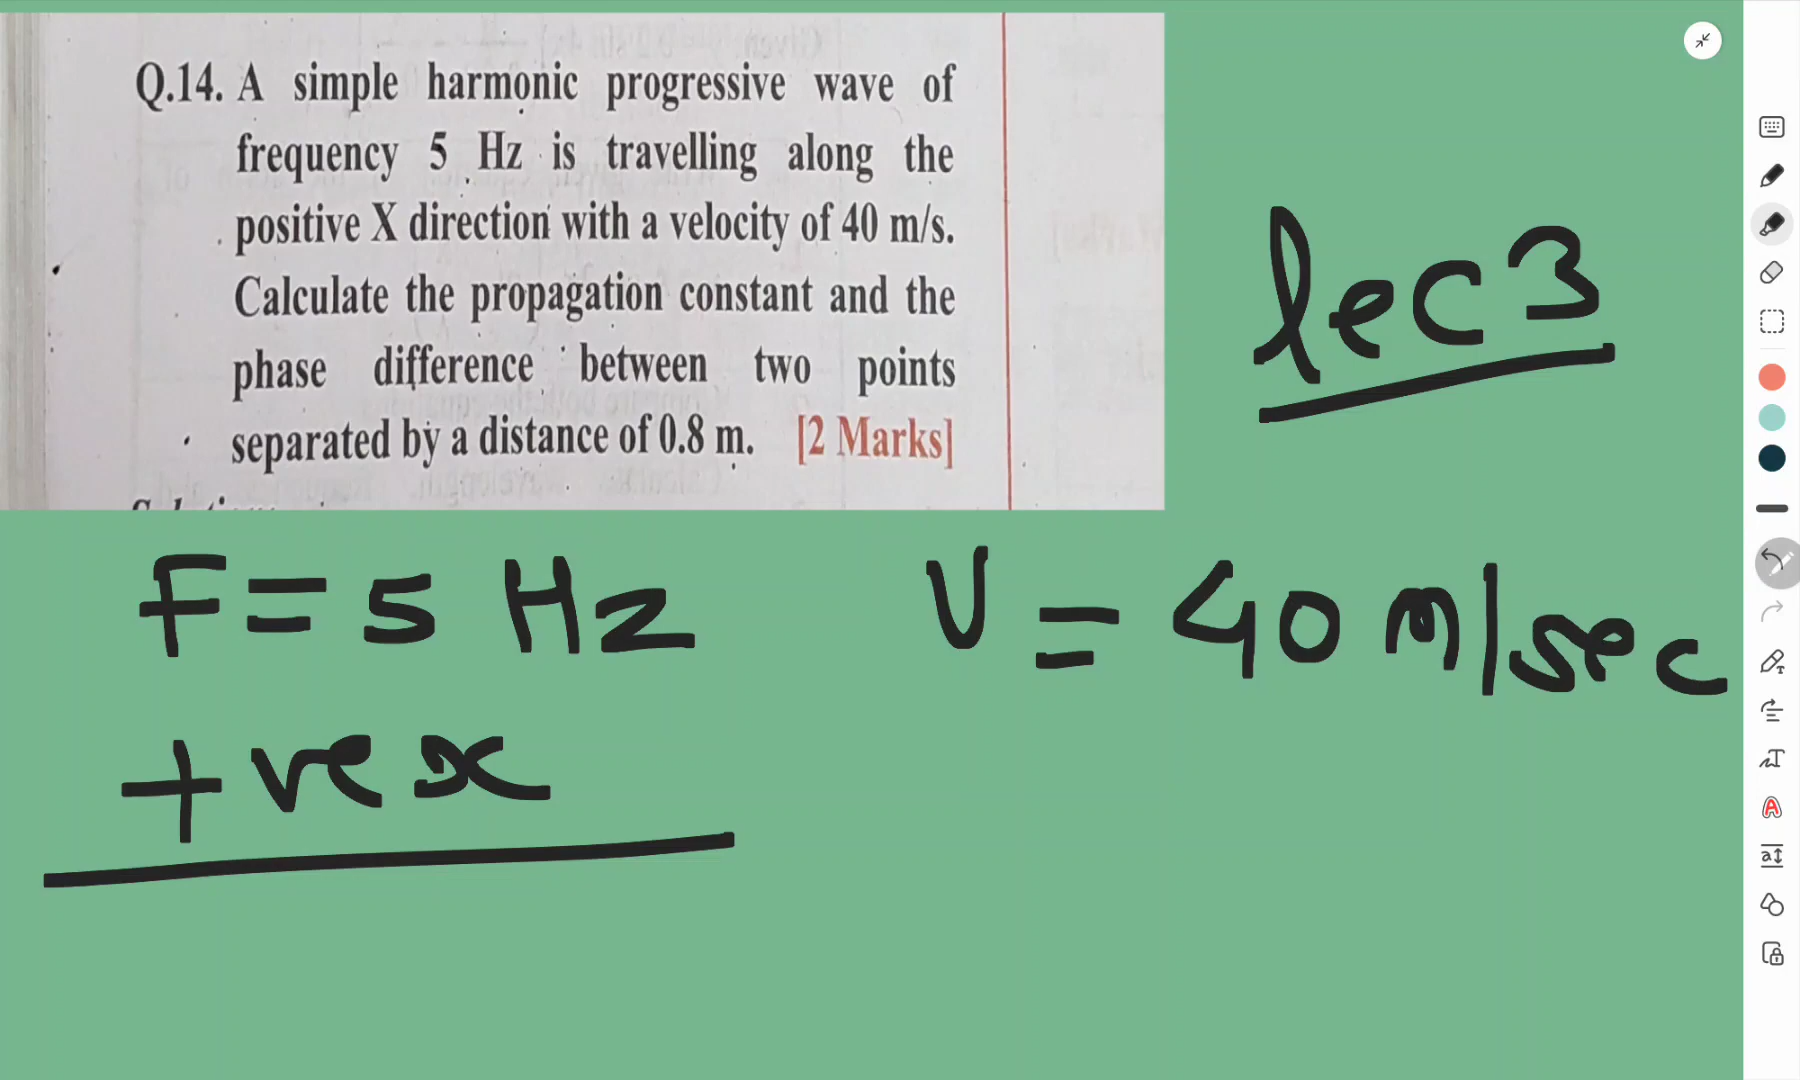 Q.14. A simple harmonic progressive wave of
frequency 5 Hz is travelling along the
positive X direction with a velocity of 40 m/s.
Calculate the propagation constant and the
phase difference between two points
separated by a distance of 0.8 m. [2 Marks]
lec 3
F = 5 Hz V = 40 m/sec
+ve x